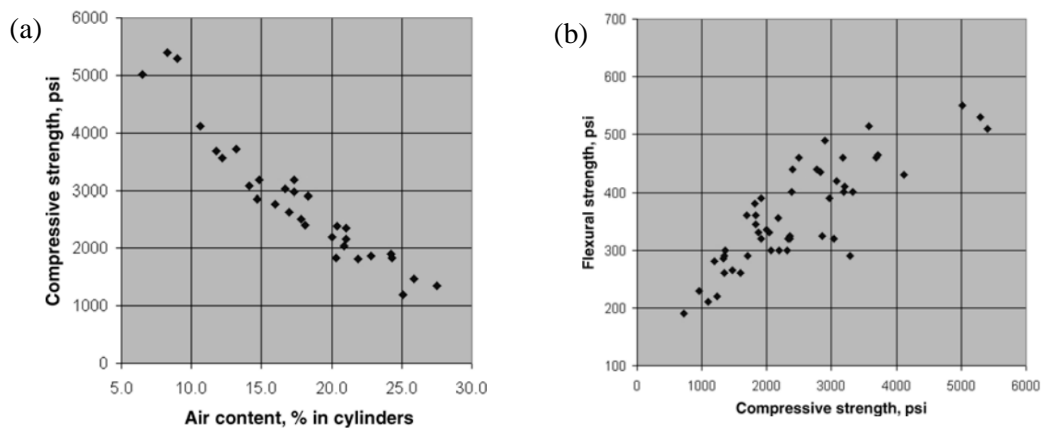 (a)
Compressive strength, psi
6000
5000
4000
3000
2000
1000
0
5.0 10.0 15.0 20.0 25.0 30.0
Air content, % in cylinders
(b)
Flexural strength, psi
700
600
500
400
300
200
100
0 1000 2000 3000 4000 5000 6000
Compressive strength, psi